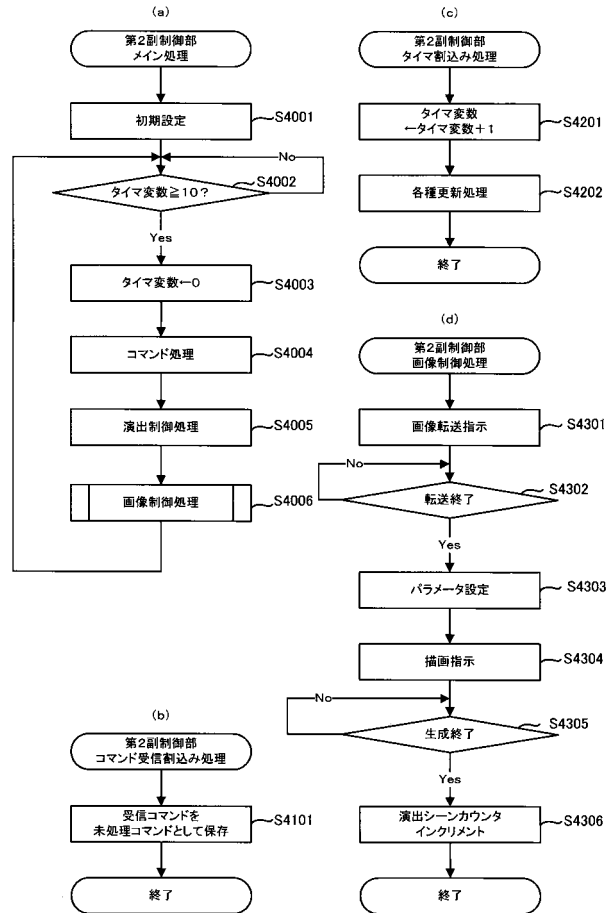 (a)
第2副制御部
メイン処理
初期設定
S4001
No
タイマ変数≧10?
S4002
Yes
タイマ変数←0
S4003
コマンド処理
S4004
演出制御処理
S4005
画像制御処理
S4006
(b)
第2副制御部
コマンド受信割込み処理
受信コマンドを
未処理コマンドとして保存
S4101
終了
(c)
第2副制御部
タイマ割込み処理
タイマ変数
←タイマ変数+1
S4201
各種更新処理
S4202
終了
(d)
第2副制御部
画像制御処理
画像転送指示
S4301
No
転送終了
S4302
Yes
パラメータ設定
S4303
描画指示
S4304
No
生成終了
S4305
Yes
演出シーンカウンタ
インクリメント
S4306
終了